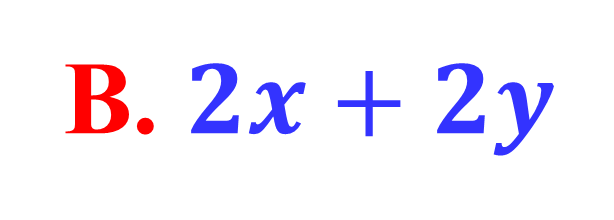 B. 2x + 2y